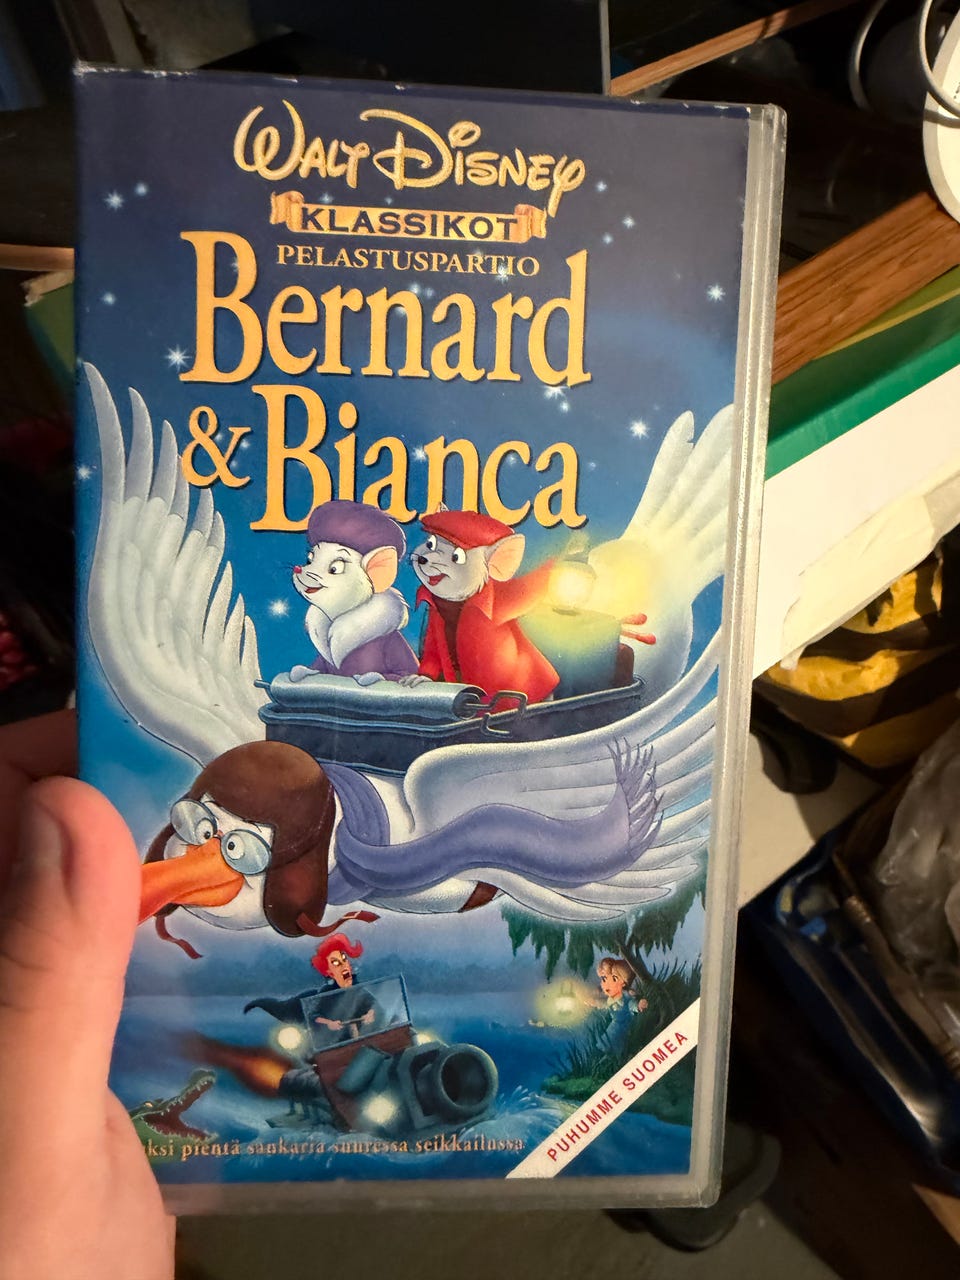 WALT DISNEY
KLASSIKOT
PELASTUSPARTIO
Bernard
& Bianca
pientä sankaria suuressa seikkailussa
PUHUMME SUOMEA